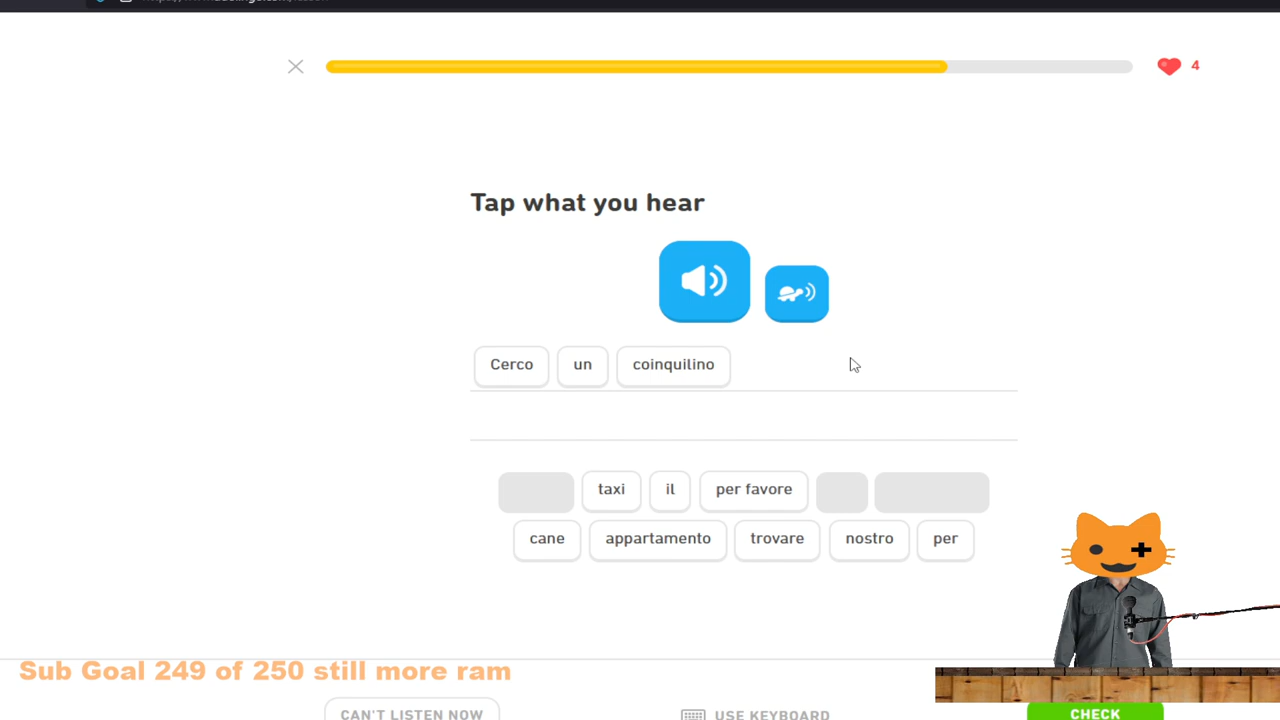 4
Tap what you hear
Cerco un coinquilino
taxi il per favore
cane appartamento trovare nostro per
Sub Goal 249 of 250 still more ram
CAN'T LISTEN NOW USE KEYBOARD CHECK